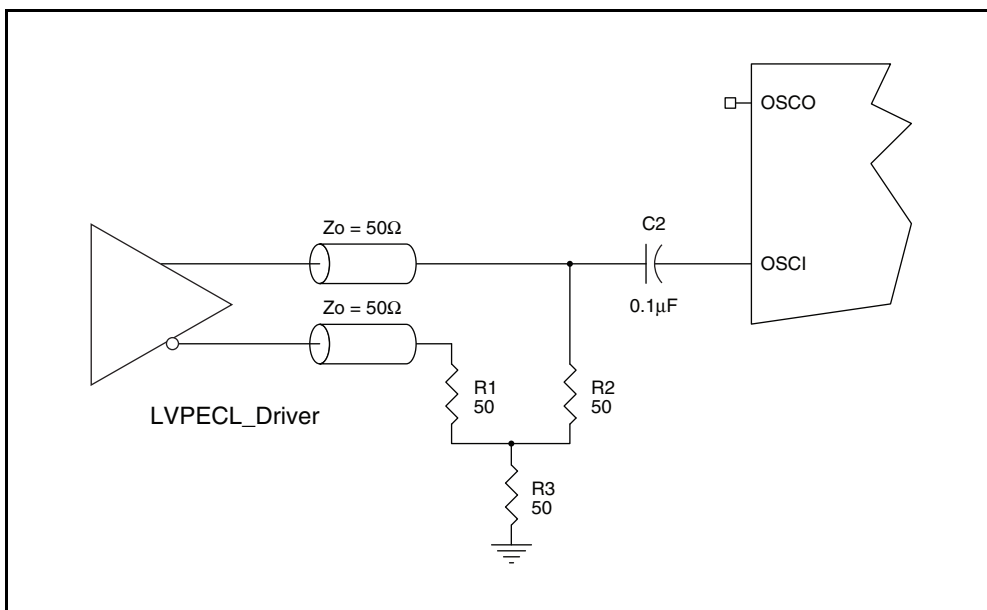 OSCO
C2
Zo = 50Ω
OSCI
0.1μF
Zo = 50Ω
R1
50
R2
50
LVPECL_Driver
R3
50